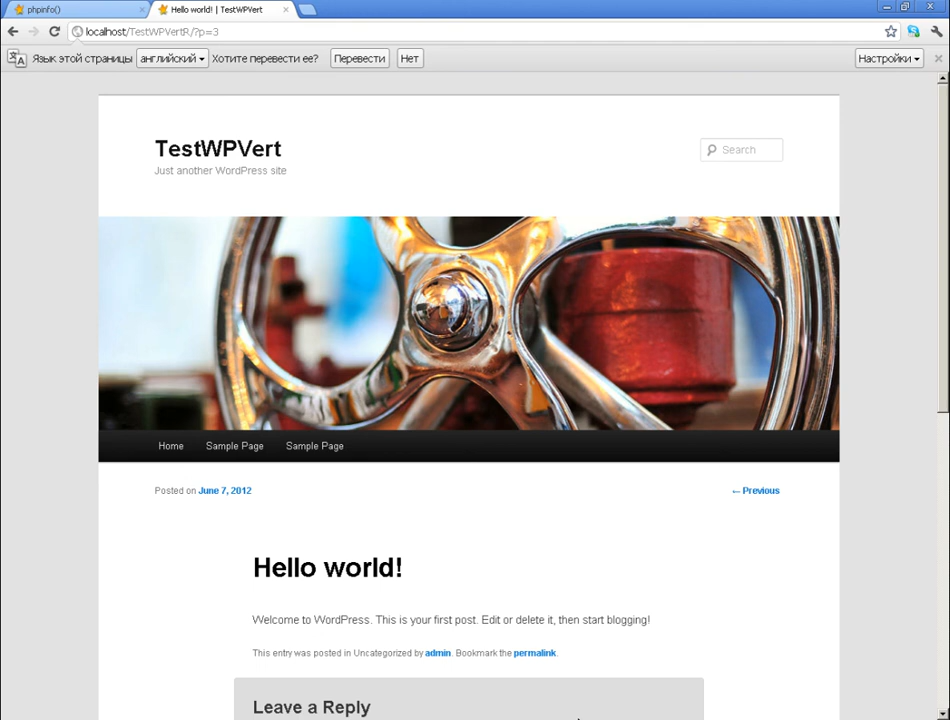 phpinfo()
Hello world! | TestWPVert
localhost/TestWPVertR/?p=3
Язык этой страницы английский Хотите перевести ее? Перевести Нет Настройки
TestWPVert
Just another WordPress site
Search
Home Sample Page Sample Page
Posted on June 7, 2012
← Previous
Hello world!
Welcome to WordPress. This is your first post. Edit or delete it, then start blogging!
This entry was posted in Uncategorized by admin. Bookmark the permalink.
Leave a Reply